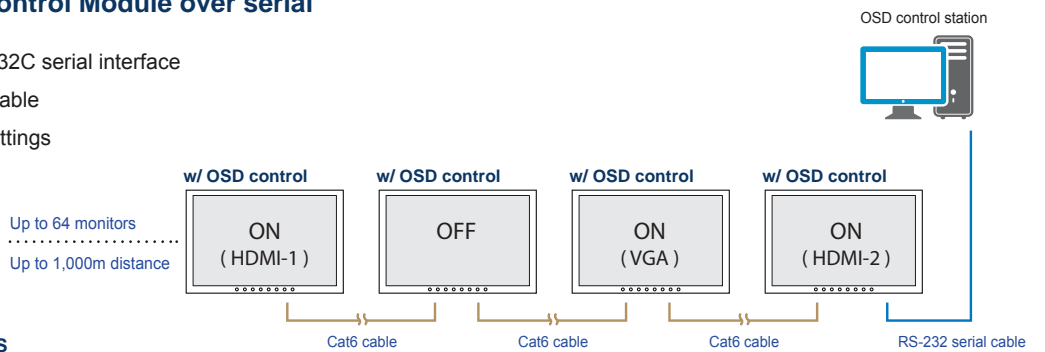 ontrol Module over serial
OSD control station
32C serial interface
able
ttings
w/ OSD control w/ OSD control w/ OSD control w/ OSD control
Up to 64 monitors
Up to 1,000m distance
ON
( HDMI-1 )
OFF
ON
( VGA )
ON
( HDMI-2 )
Cat6 cable Cat6 cable Cat6 cable RS-232 serial cable
s